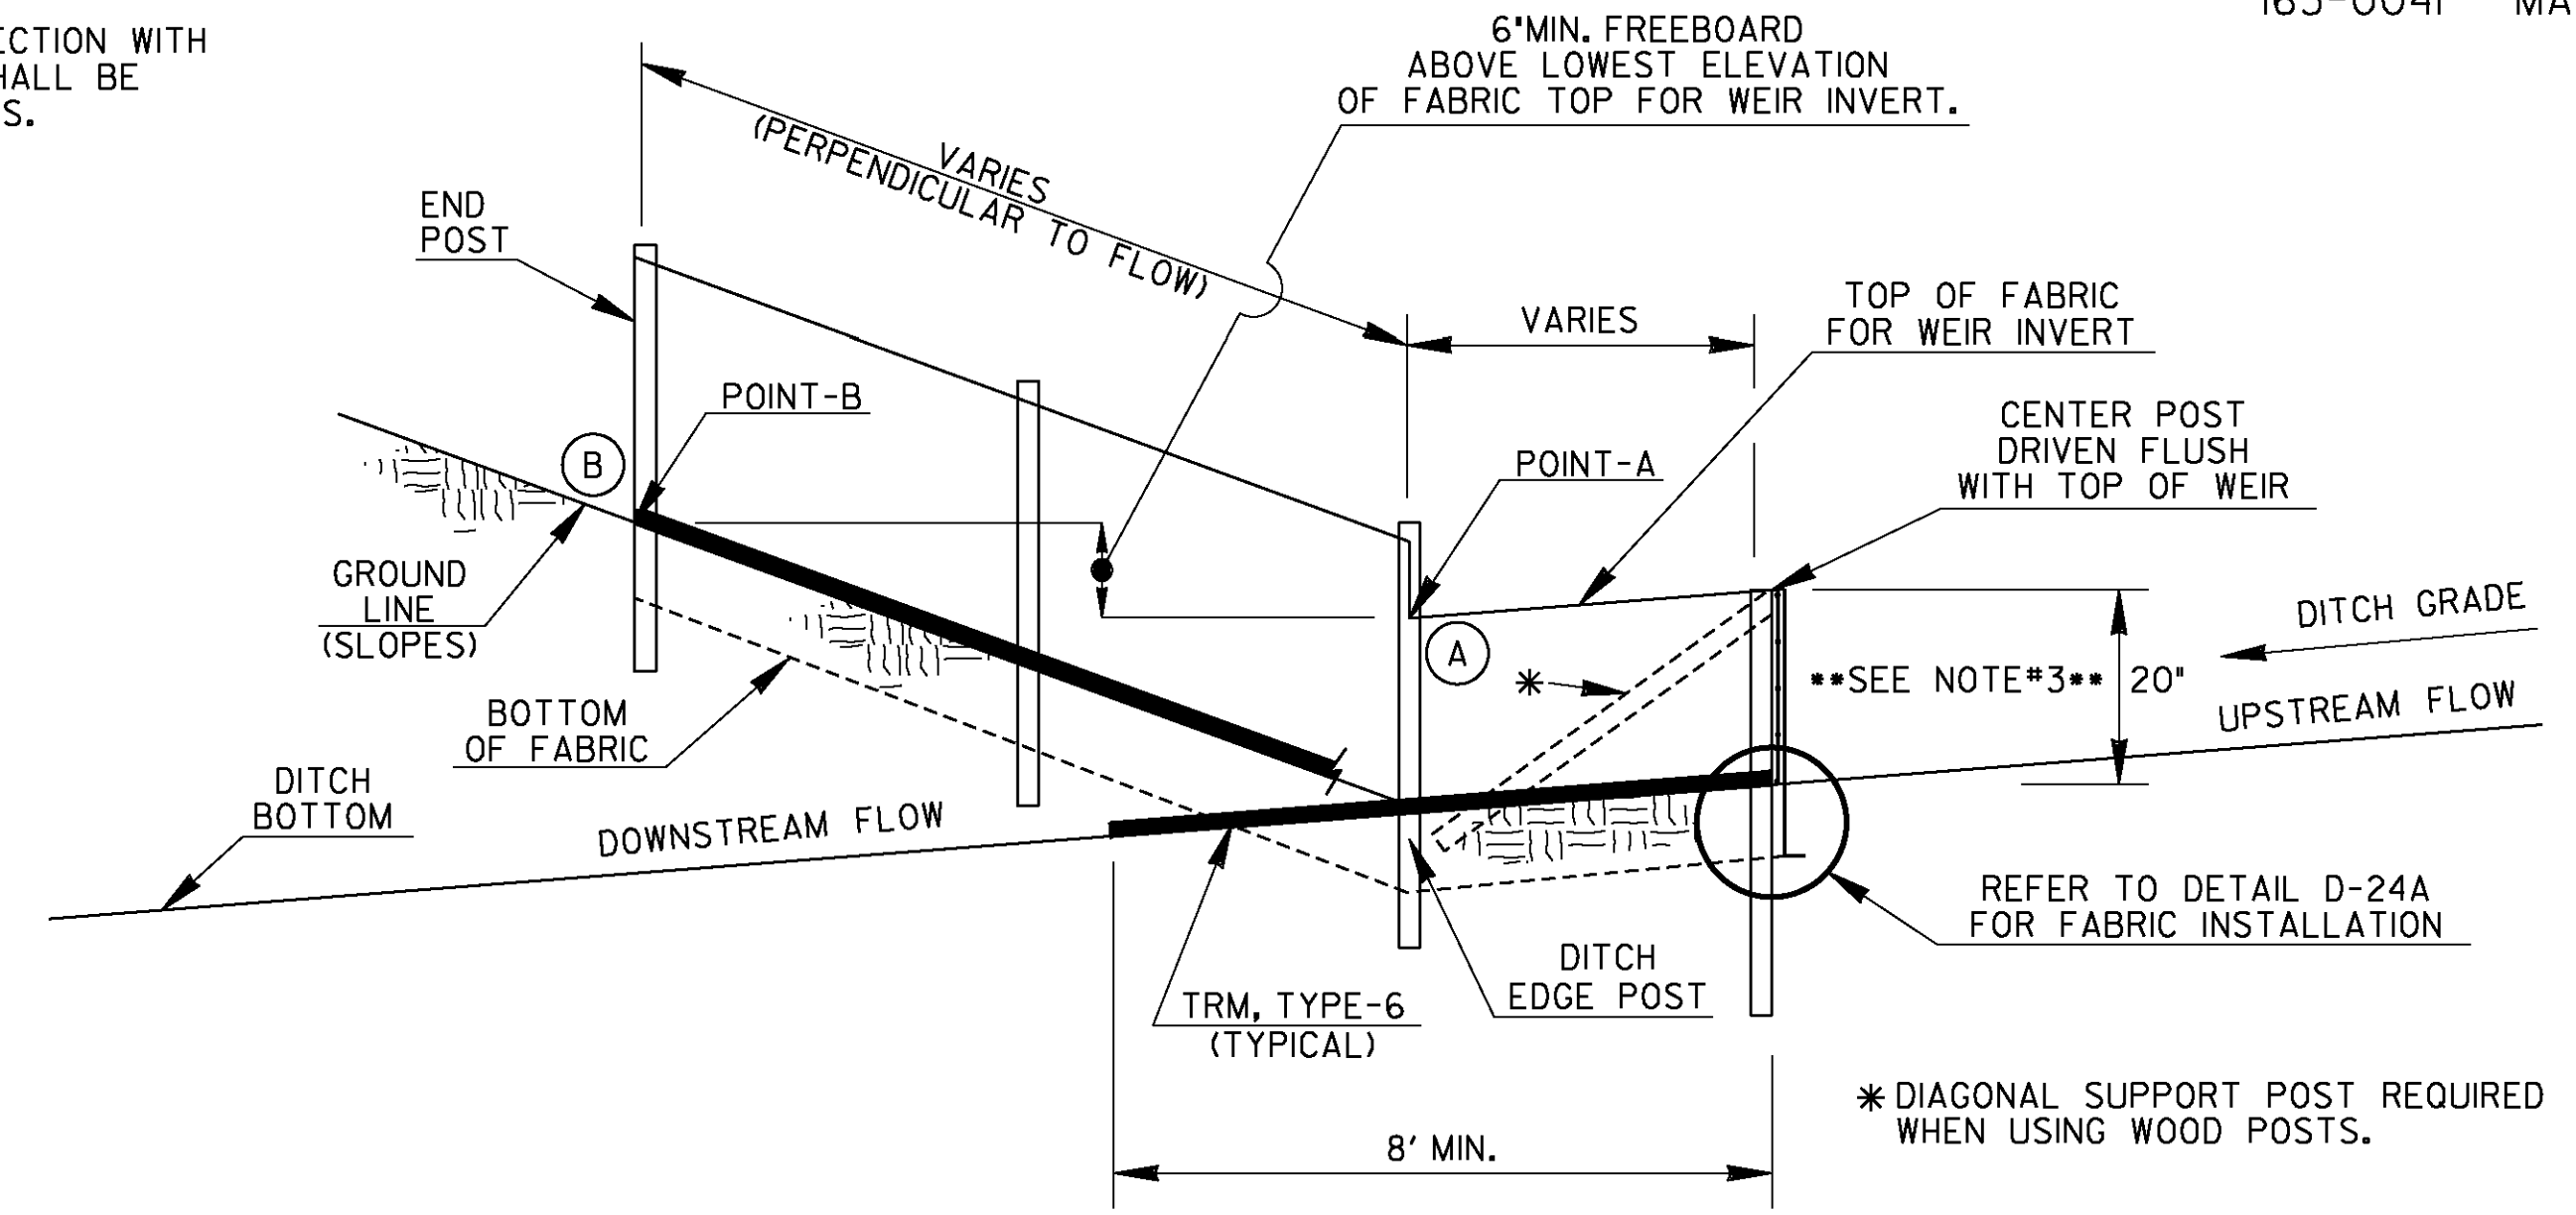 ECTION WITH
HALL BE
S.
6"MIN. FREEBOARD
ABOVE LOWEST ELEVATION
OF FABRIC TOP FOR WEIR INVERT.
VARIES
(PERPENDICULAR TO FLOW)
END
POST
VARIES
TOP OF FABRIC
FOR WEIR INVERT
POINT-B
B
POINT-A
A
CENTER POST
DRIVEN FLUSH
WITH TOP OF WEIR
GROUND
LINE
(SLOPES)
DITCH GRADE
*
**SEE NOTE#3** 20"
UPSTREAM FLOW
BOTTOM
OF FABRIC
DITCH
BOTTOM
DOWNSTREAM FLOW
REFER TO DETAIL D-24A
FOR FABRIC INSTALLATION
DITCH
EDGE POST
TRM, TYPE-6
(TYPICAL)
* DIAGONAL SUPPORT POST REQUIRED
WHEN USING WOOD POSTS.
8' MIN.